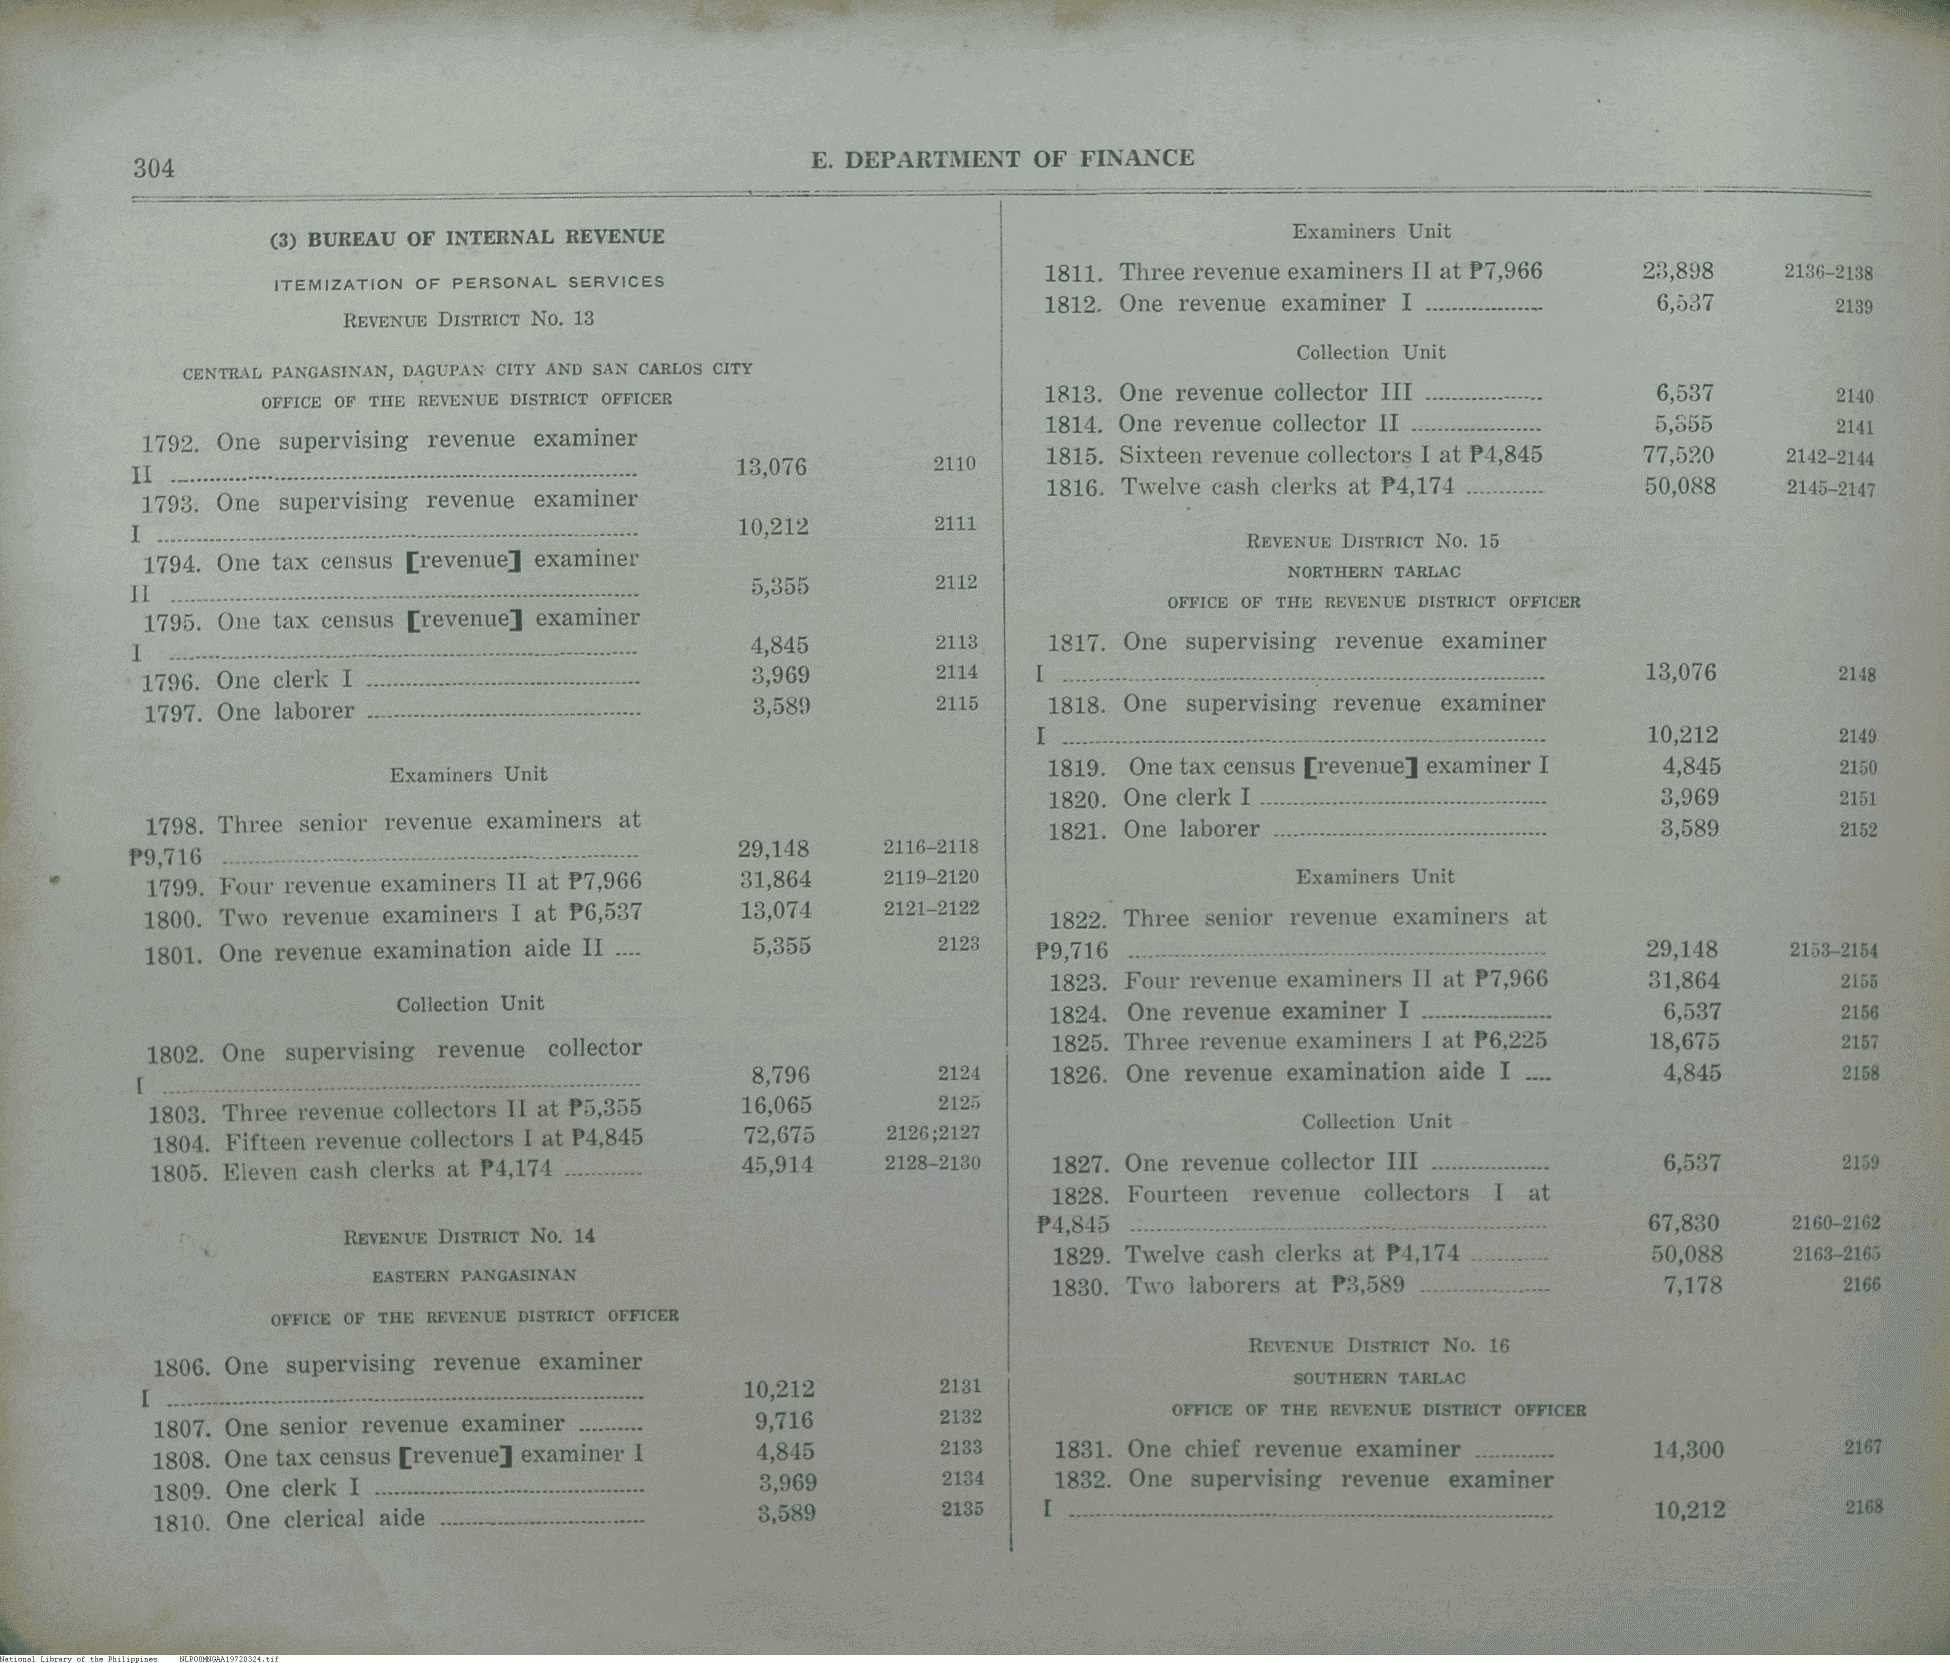 304
E. DEPARTMENT OF FINANCE
(3) BUREAU OF INTERNAL REVENUE
ITEMIZATION OF PERSONAL SERVICES
REVENUE DISTRICT NO. 13
CENTRAL PANGASINAN, DAGUPAN CITY AND SAN CARLOS CITY
OFFICE OF THE REVENUE DISTRICT OFFICER
1792. One supervising revenue examiner
II ........ 13,076 2110
1793. One supervising revenue examiner
I ........ 10,212 2111
1794. One tax census [revenue] examiner
II ........ 5,355 2112
1795. One tax census [revenue] examiner
I ........ 4,845 2113
1796. One clerk I ........ 3,969 2114
1797. One laborer ........ 3,589 2115
Examiners Unit
1798. Three senior revenue examiners at
₱9,716 ........ 29,148 2116–2118
1799. Four revenue examiners II at ₱7,966 31,864 2119–2120
1800. Two revenue examiners I at ₱6,537 13,074 2121–2122
1801. One revenue examination aide II .... 5,355 2123
Collection Unit
1802. One supervising revenue collector
I ........ 8,796 2124
1803. Three revenue collectors II at ₱5,355 16,065 2125
1804. Fifteen revenue collectors I at ₱4,845 72,675 2126;2127
1805. Eleven cash clerks at ₱4,174 ........ 45,914 2128–2130
REVENUE DISTRICT NO. 14
EASTERN PANGASINAN
OFFICE OF THE REVENUE DISTRICT OFFICER
1806. One supervising revenue examiner
I ........ 10,212 2131
1807. One senior revenue examiner ........ 9,716 2132
1808. One tax census [revenue] examiner I 4,845 2133
1809. One clerk I ........ 3,969 2134
1810. One clerical aide ........ 3,589 2135
Examiners Unit
1811. Three revenue examiners II at ₱7,966 23,898 2136–2138
1812. One revenue examiner I ........ 6,537 2139
Collection Unit
1813. One revenue collector III ........ 6,537 2140
1814. One revenue collector II ........ 5,355 2141
1815. Sixteen revenue collectors I at ₱4,845 77,520 2142–2144
1816. Twelve cash clerks at ₱4,174 ........ 50,088 2145–2147
REVENUE DISTRICT NO. 15
NORTHERN TARLAC
OFFICE OF THE REVENUE DISTRICT OFFICER
1817. One supervising revenue examiner
I ........ 13,076 2148
1818. One supervising revenue examiner
I ........ 10,212 2149
1819. One tax census [revenue] examiner I 4,845 2150
1820. One clerk I ........ 3,969 2151
1821. One laborer ........ 3,589 2152
Examiners Unit
1822. Three senior revenue examiners at
₱9,716 ........ 29,148 2153–2154
1823. Four revenue examiners II at ₱7,966 31,864 2155
1824. One revenue examiner I ........ 6,537 2156
1825. Three revenue examiners I at ₱6,225 18,675 2157
1826. One revenue examination aide I .... 4,845 2158
Collection Unit
1827. One revenue collector III ........ 6,537 2159
1828. Fourteen revenue collectors I at
₱4,845 ........ 67,830 2160–2162
1829. Twelve cash clerks at ₱4,174 ........ 50,088 2163–2165
1830. Two laborers at ₱3,589 ........ 7,178 2166
REVENUE DISTRICT NO. 16
SOUTHERN TARLAC
OFFICE OF THE REVENUE DISTRICT OFFICER
1831. One chief revenue examiner ........ 14,300 2167
1832. One supervising revenue examiner
I ........ 10,212 2168
National Library of the Philippines NLPOOMNGAA19720324.tif